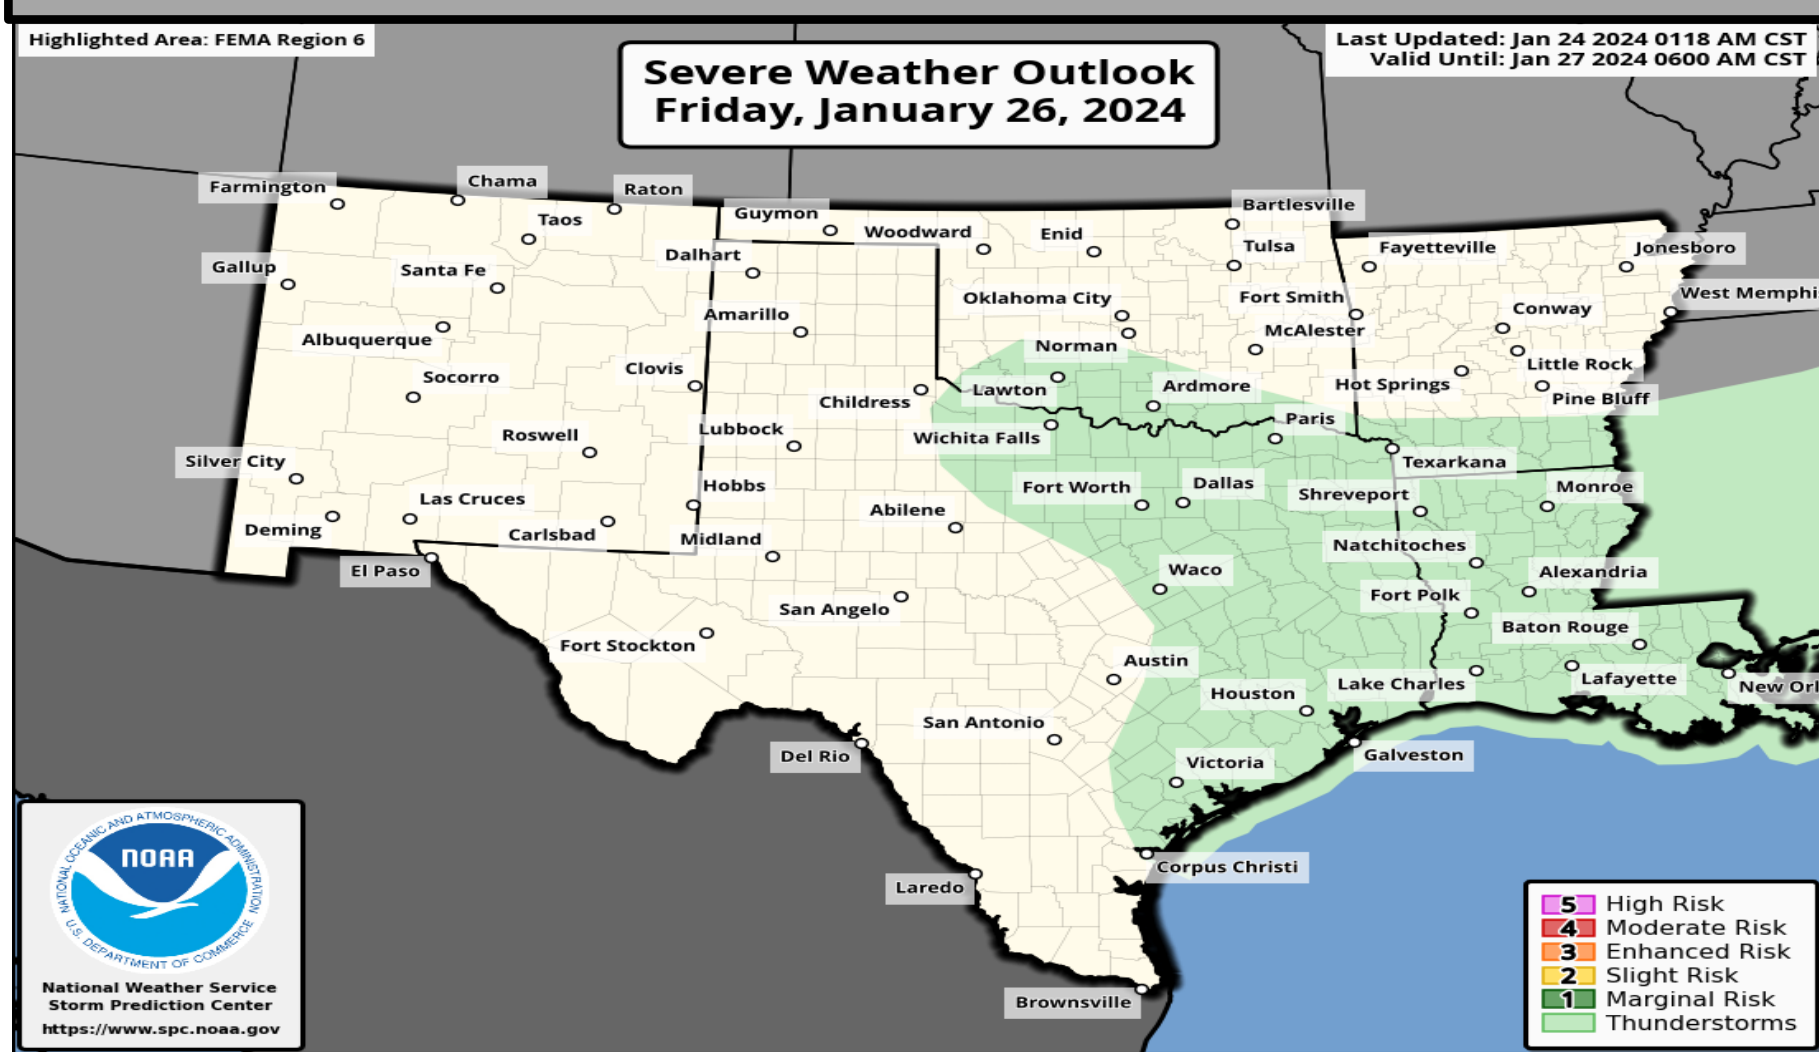 Highlighted Area: FEMA Region 6
Last Updated: Jan 24 2024 0118 AM CST
Valid Until: Jan 27 2024 0600 AM CST
Severe Weather Outlook
Friday, January 26, 2024
Farmington
Chama
Raton
Taos
Guymon
Woodward
Enid
Bartlesville
Tulsa
Fayetteville
Jonesboro
Gallup
Santa Fe
Dalhart
Oklahoma City
Fort Smith
West Memphi
Amarillo
Conway
Albuquerque
Norman
McAlester
Socorro
Clovis
Childress
Lawton
Ardmore
Hot Springs
Little Rock
Pine Bluff
Roswell
Lubbock
Wichita Falls
Paris
Silver City
Texarkana
Las Cruces
Hobbs
Fort Worth
Dallas
Shreveport
Monroe
Deming
Carlsbad
Midland
Abilene
Natchitoches
El Paso
Waco
Alexandria
San Angelo
Fort Polk
Fort Stockton
Baton Rouge
Austin
Houston
Lake Charles
Lafayette
New Orl
San Antonio
Del Rio
Victoria
Galveston
Laredo
Corpus Christi
Brownsville
NATIONAL OCEANIC AND ATMOSPHERIC ADMINISTRATION
NOAA
U.S. DEPARTMENT OF COMMERCE
National Weather Service
Storm Prediction Center
https://www.spc.noaa.gov
5 High Risk
4 Moderate Risk
3 Enhanced Risk
2 Slight Risk
1 Marginal Risk
Thunderstorms